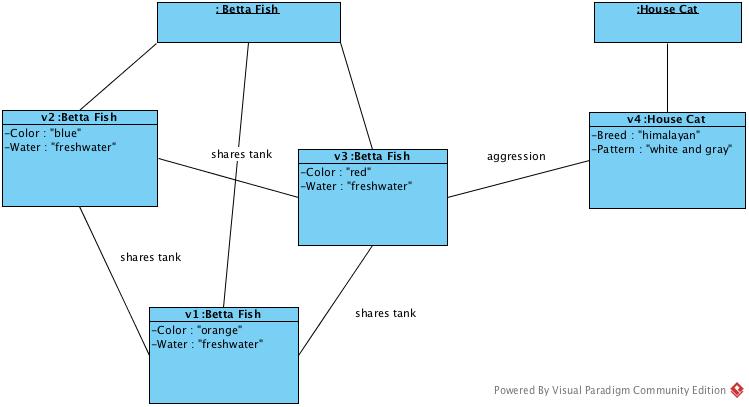 : Betta Fish
:House Cat
v2 :Betta Fish
-Color : "blue"
-Water : "freshwater"
shares tank
v3 :Betta Fish
-Color : "red"
-Water : "freshwater"
aggression
v4 :House Cat
-Breed : "himalayan"
-Pattern : "white and gray"
shares tank
v1 :Betta Fish
-Color : "orange"
-Water : "freshwater"
shares tank
Powered By Visual Paradigm Community Edition